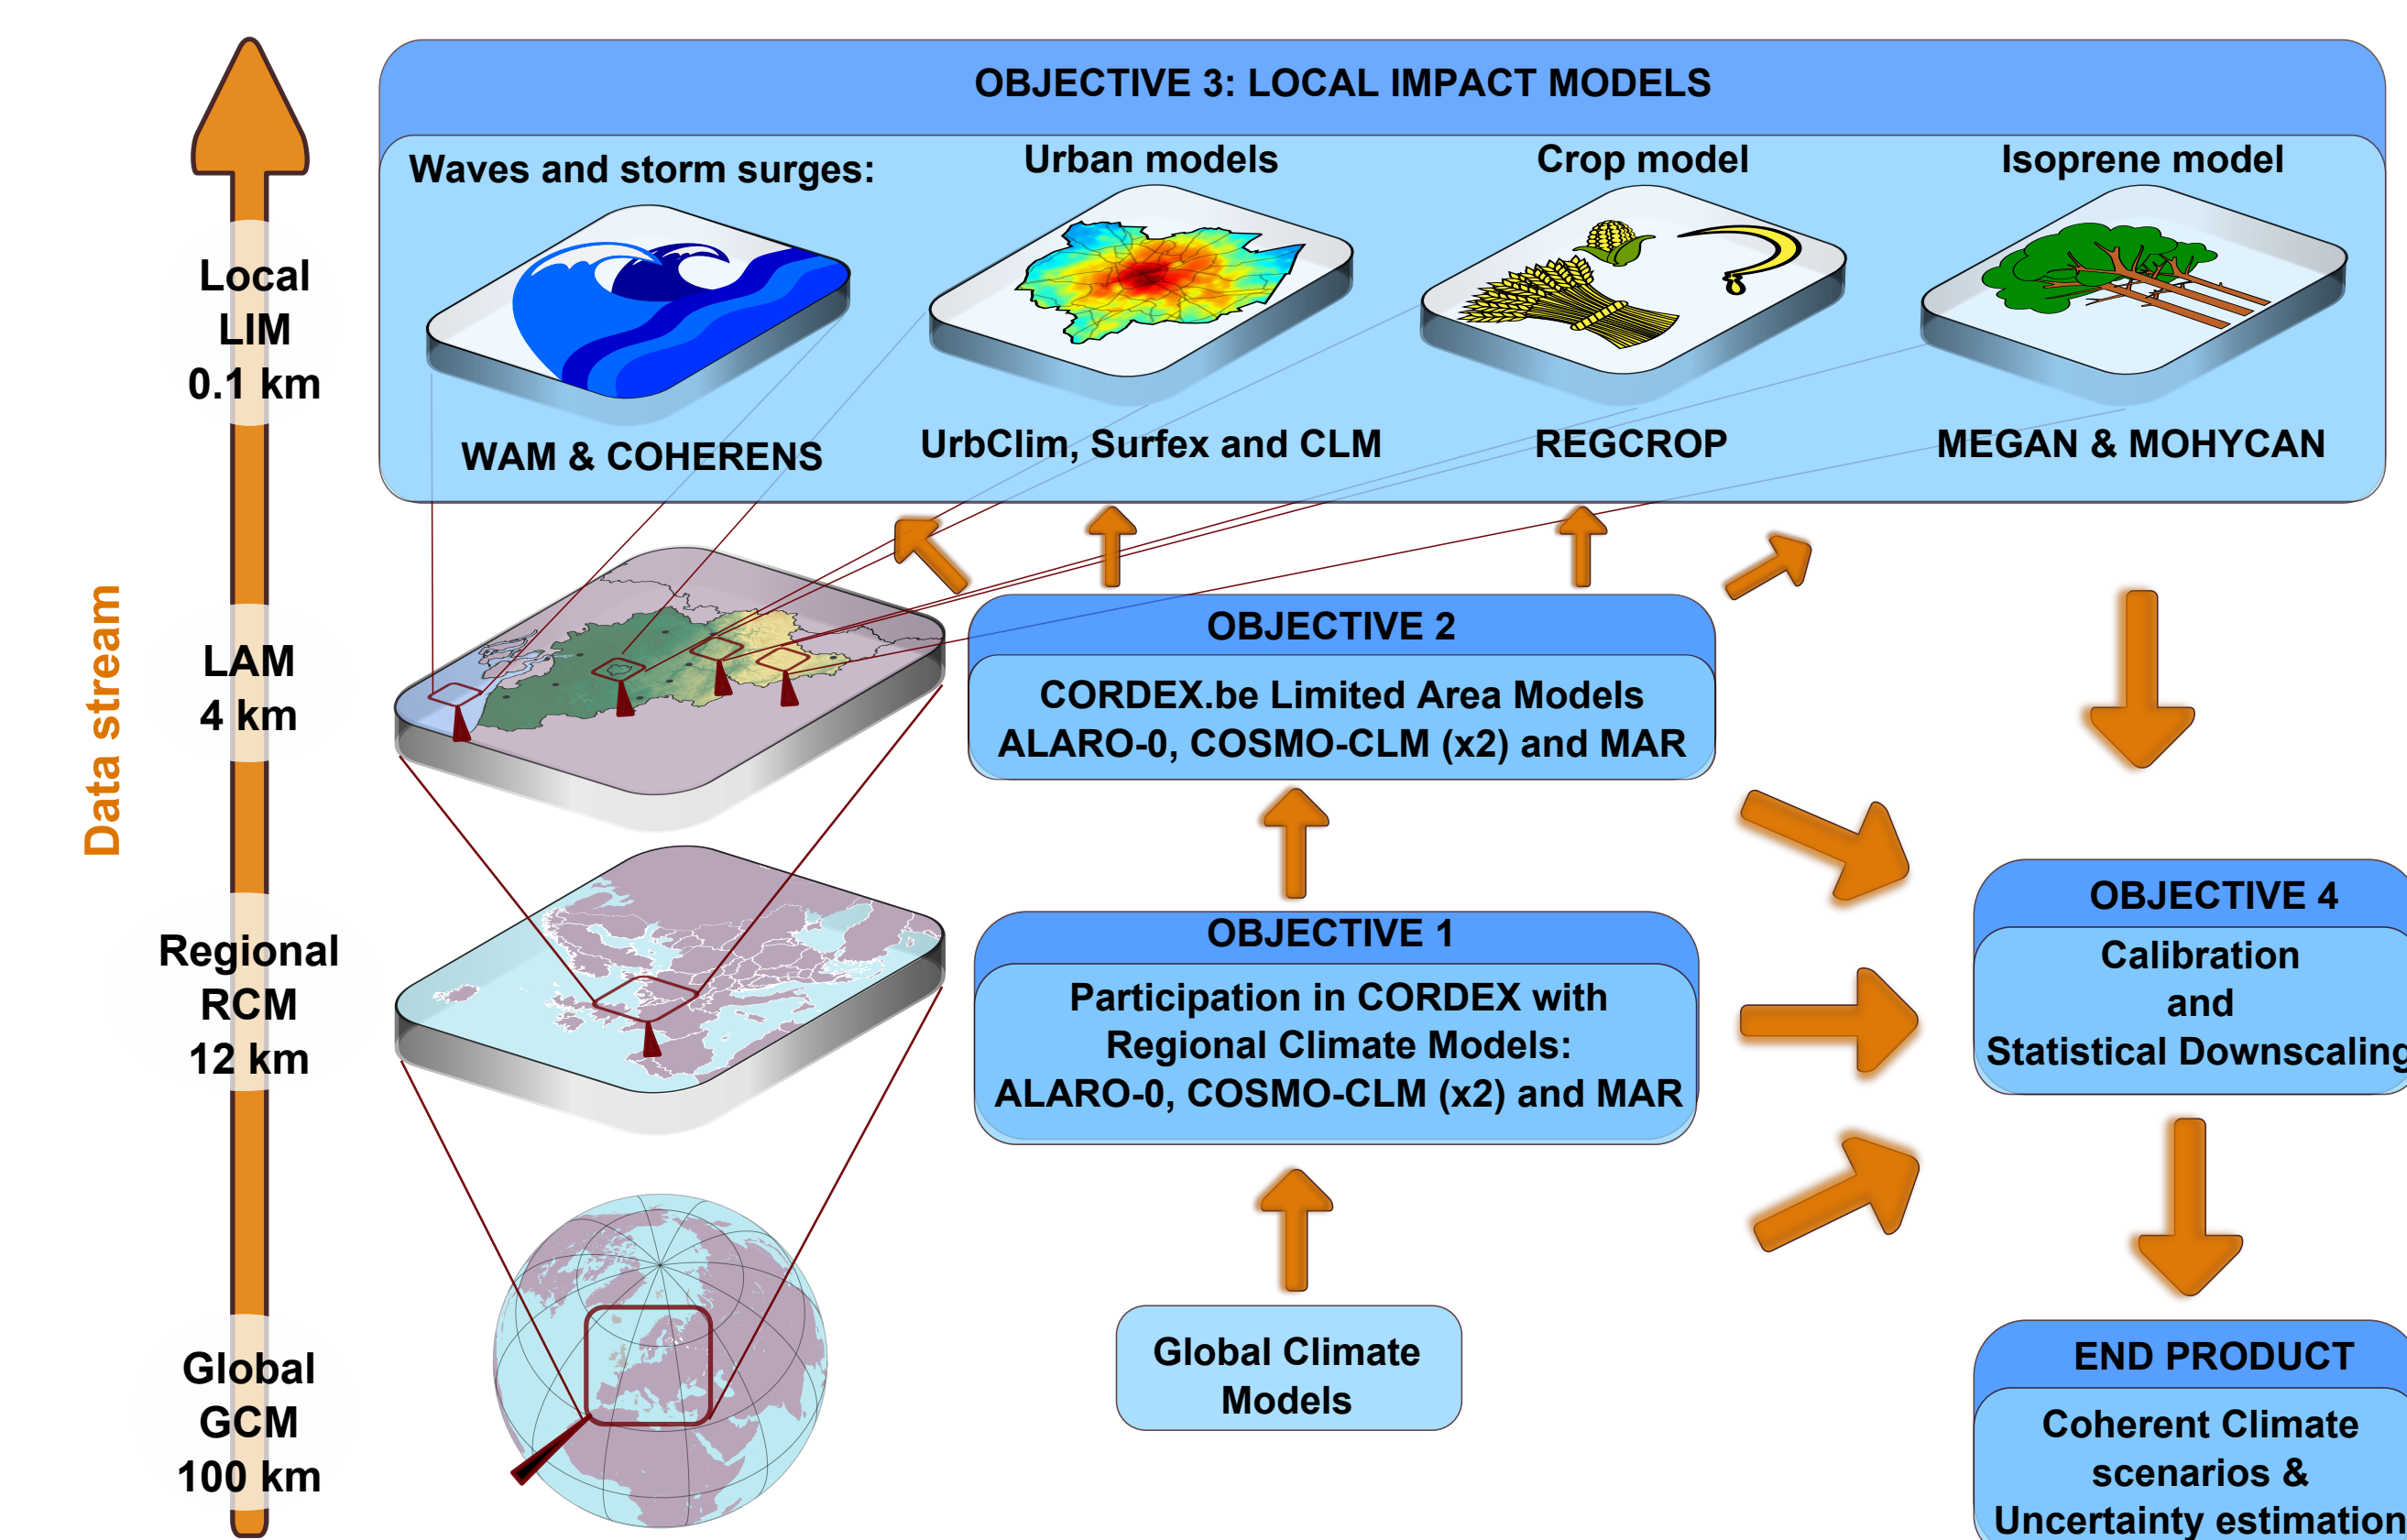 OBJECTIVE 3: LOCAL IMPACT MODELS
Waves and storm surges:
Urban models
Crop model
Isoprene model
WAM & COHERENS
UrbClim, Surfex and CLM
REGCROP
MEGAN & MOHYCAN
Data stream
Local
LIM
0.1 km
LAM
4 km
Regional
RCM
12 km
Global
GCM
100 km
OBJECTIVE 2
CORDEX.be Limited Area Models
ALARO-0, COSMO-CLM (x2) and MAR
OBJECTIVE 1
Participation in CORDEX with
Regional Climate Models:
ALARO-0, COSMO-CLM (x2) and MAR
Global Climate
Models
OBJECTIVE 4
Calibration
and
Statistical Downscaling
END PRODUCT
Coherent Climate
scenarios &
Uncertainty estimation